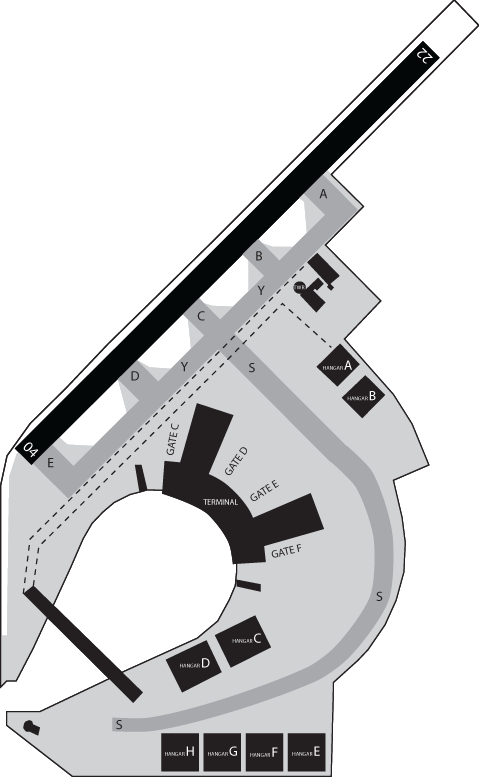 22
A
B
TWR
Y
C
S
HANGAR A
Y
D
HANGAR B
GATE C
04
E
GATE D
GATE E
TERMINAL
GATE F
S
HANGAR C
HANGAR D
S
HANGAR H
HANGAR G
HANGAR F
HANGAR E